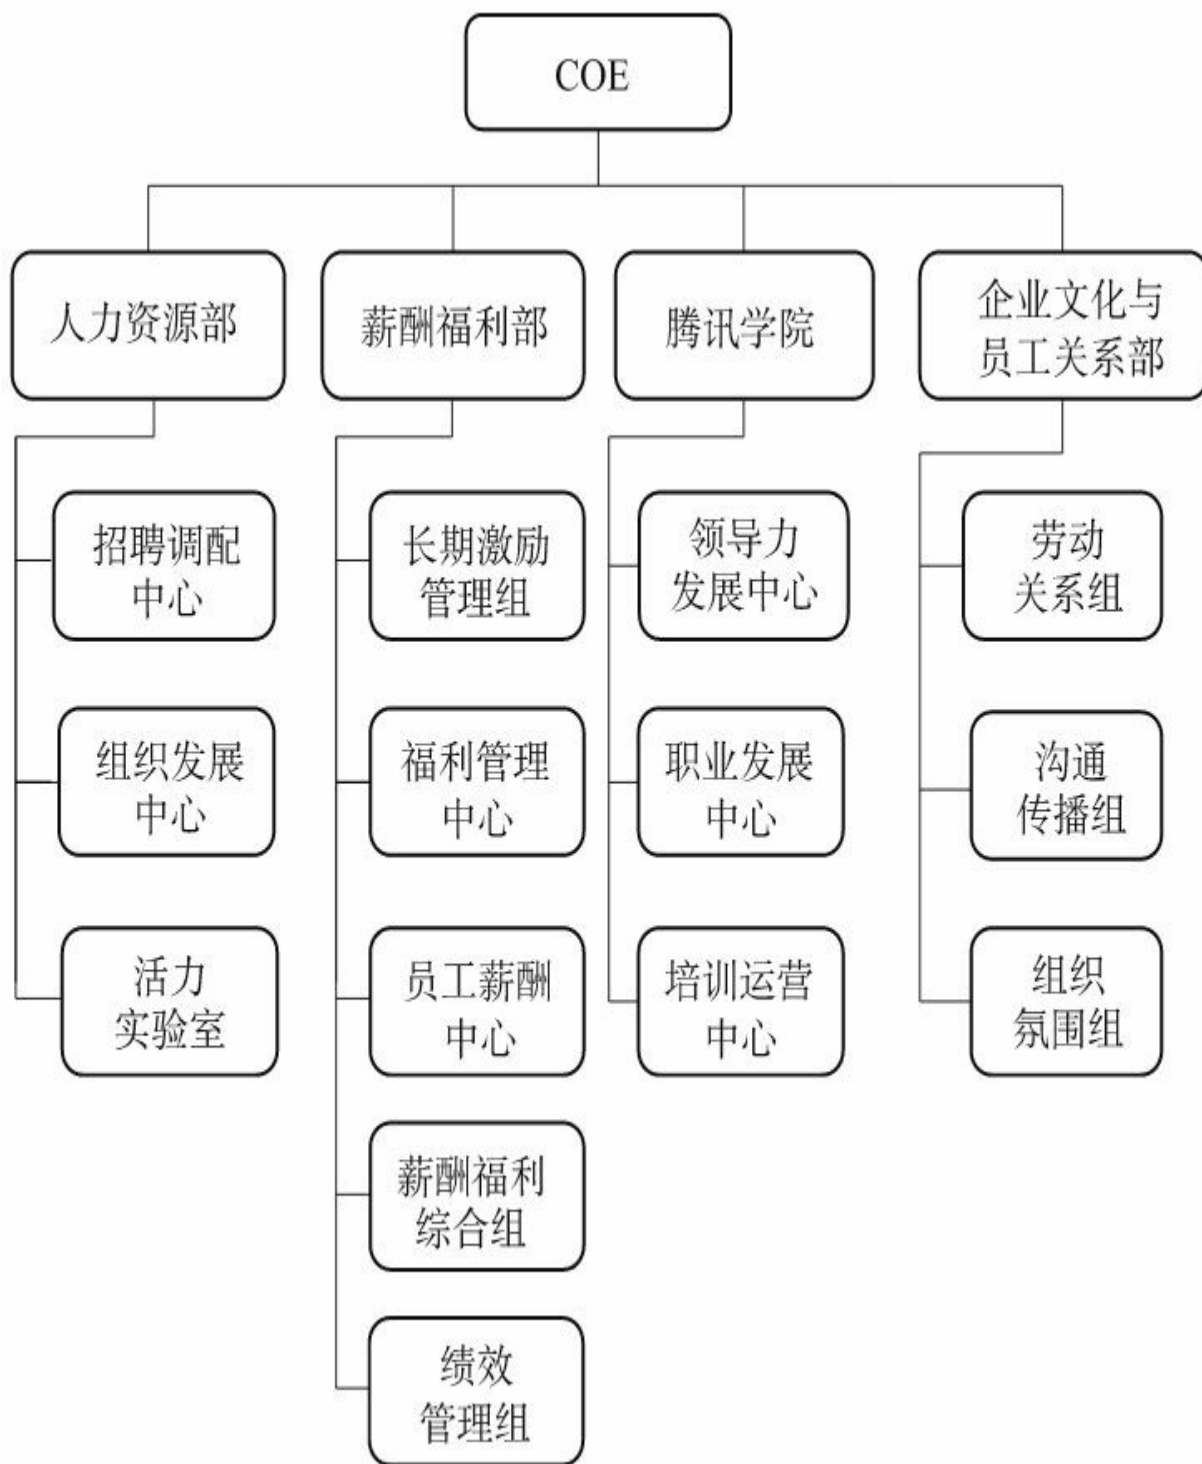 COE
人力资源部
薪酬福利部
腾讯学院
企业文化与
员工关系部
招聘调配
中心
组织发展
中心
活力
实验室
长期激励
管理组
福利管理
中心
员工薪酬
中心
薪酬福利
综合组
绩效
管理组
领导力
发展中心
职业发展
中心
培训运营
中心
劳动
关系组
沟通
传播组
组织
氛围组